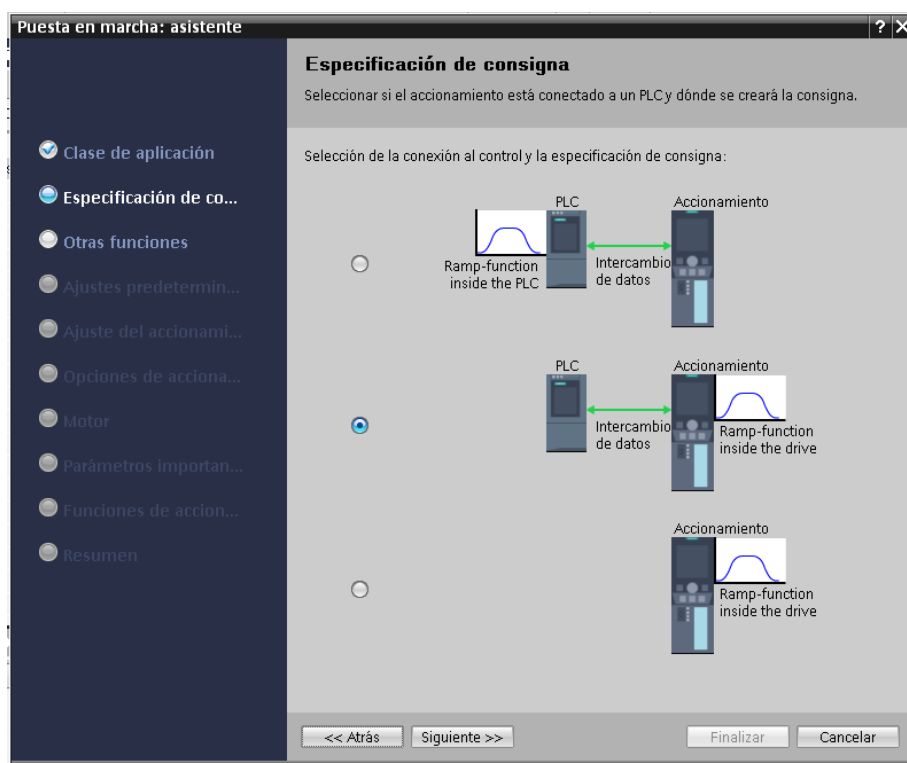 Puesta en marcha: asistente
? X
Especificación de consigna
Seleccionar si el accionamiento está conectado a un PLC y dónde se creará la consigna.
Clase de aplicación
Especificación de co...
Otras funciones
Ajustes predetermin...
Ajuste del accionami...
Opciones de acciona...
Motor
Parámetros importan...
Funciones de accion...
Resumen
Selección de la conexión al control y la especificación de consigna:
PLC
Accionamiento
Ramp-function
inside the PLC
Intercambio
de datos
PLC
Accionamiento
Intercambio
de datos
Ramp-function
inside the drive
Accionamiento
Ramp-function
inside the drive
<< Atrás
Siguiente >>
Finalizar
Cancelar